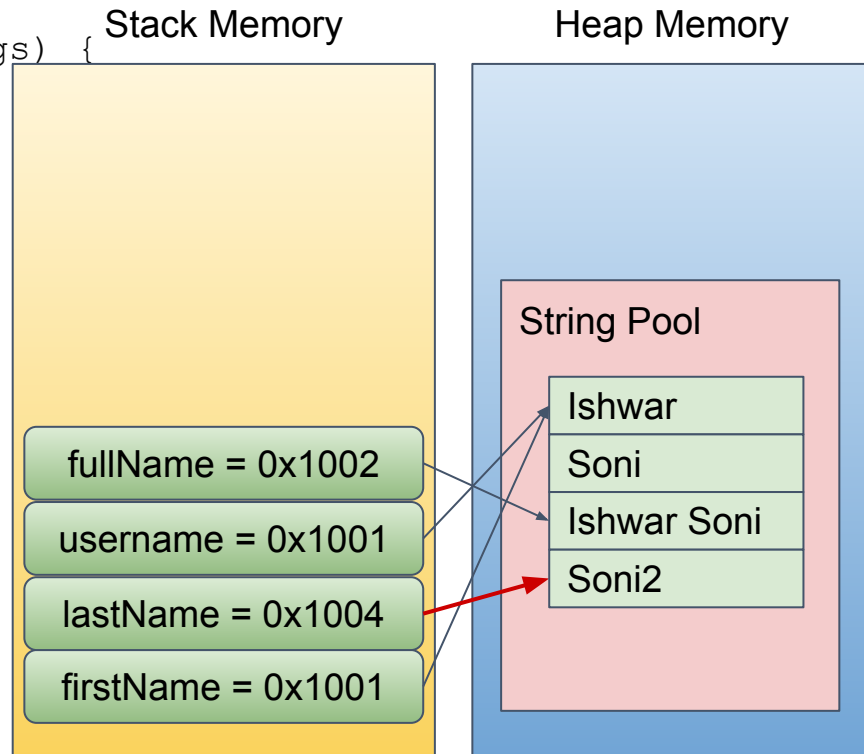 Stack Memory
Heap Memory
gs) {
String Pool
Ishwar
Soni
Ishwar Soni
Soni2
fullName = 0x1002
username = 0x1001
lastName = 0x1004
firstName = 0x1001